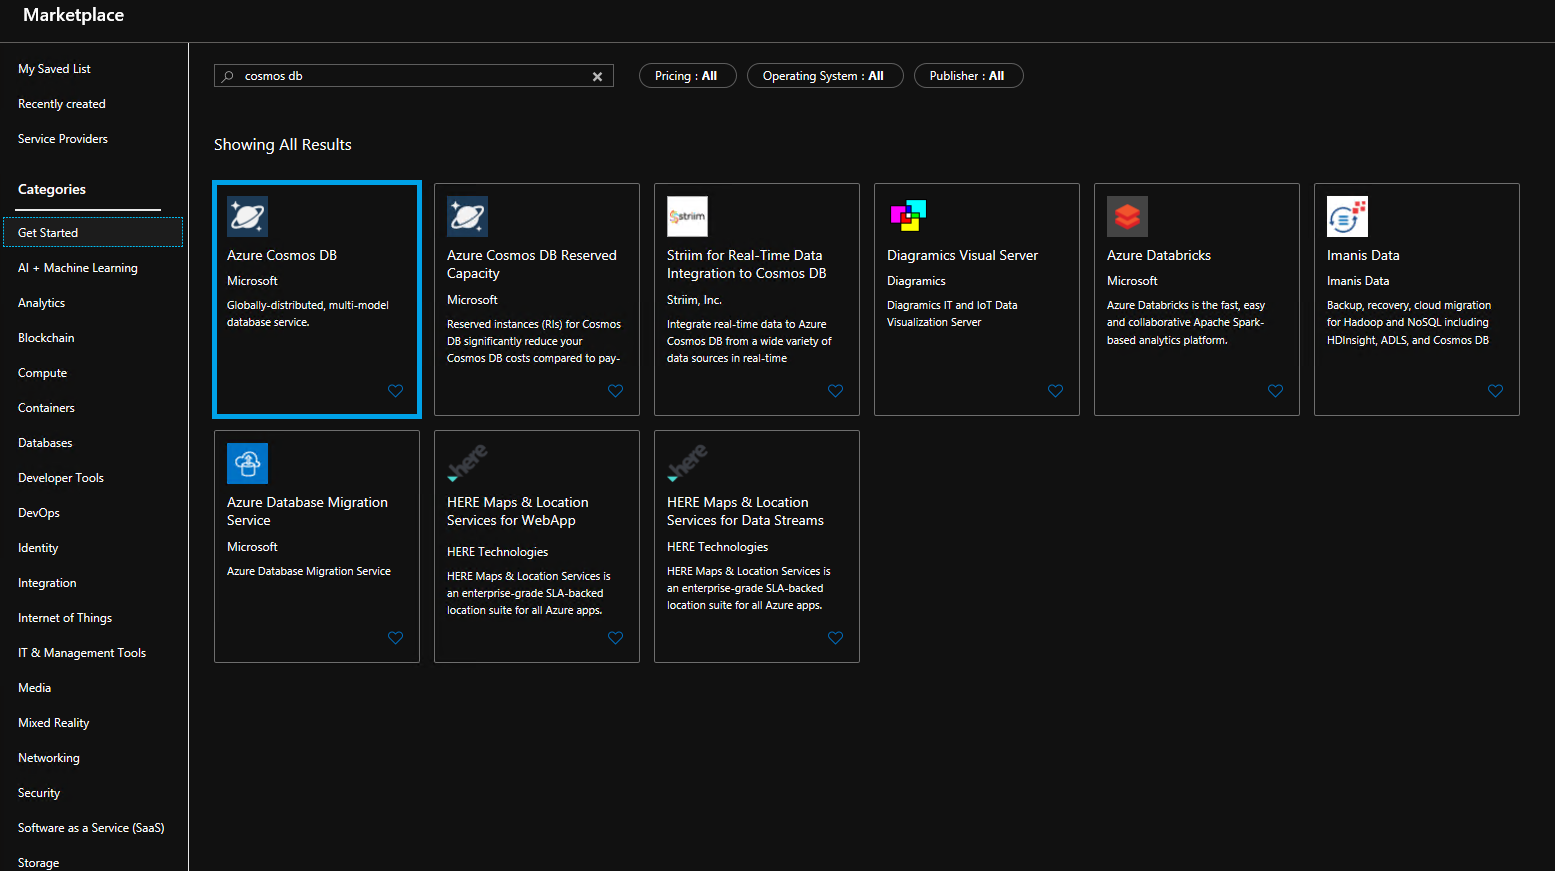 Marketplace
My Saved List
Recently created
Service Providers
Categories
Get Started
AI + Machine Learning
Analytics
Blockchain
Compute
Containers
Databases
Developer Tools
DevOps
Identity
Integration
Internet of Things
IT & Management Tools
Media
Mixed Reality
Networking
Security
Software as a Service (SaaS)
Storage
cosmos db
Pricing : All
Operating System : All
Publisher : All
Showing All Results
Azure Cosmos DB
Microsoft
Globally-distributed, multi-model
database service.
Azure Cosmos DB Reserved
Capacity
Microsoft
Reserved instances (RIs) for Cosmos
DB significantly reduce your
Cosmos DB costs compared to pay-
striim
Striim for Real-Time Data
Integration to Cosmos DB
Striim, Inc.
Integrate real-time data to Azure
Cosmos DB from a wide variety of
data sources in real-time
Diagramics Visual Server
Diagramics
Diagramics IT and IoT Data
Visualization Server
Azure Databricks
Microsoft
Azure Databricks is the fast, easy
and collaborative Apache Spark-
based analytics platform.
Imanis Data
Imanis Data
Backup, recovery, cloud migration
for Hadoop and NoSQL including
HDInsight, ADLS, and Cosmos DB
Azure Database Migration
Service
Microsoft
Azure Database Migration Service
here
HERE Maps & Location
Services for WebApp
HERE Technologies
HERE Maps & Location Services is
an enterprise-grade SLA-backed
location suite for all Azure apps.
here
HERE Maps & Location
Services for Data Streams
HERE Technologies
HERE Maps & Location Services is
an enterprise-grade SLA-backed
location suite for all Azure apps.